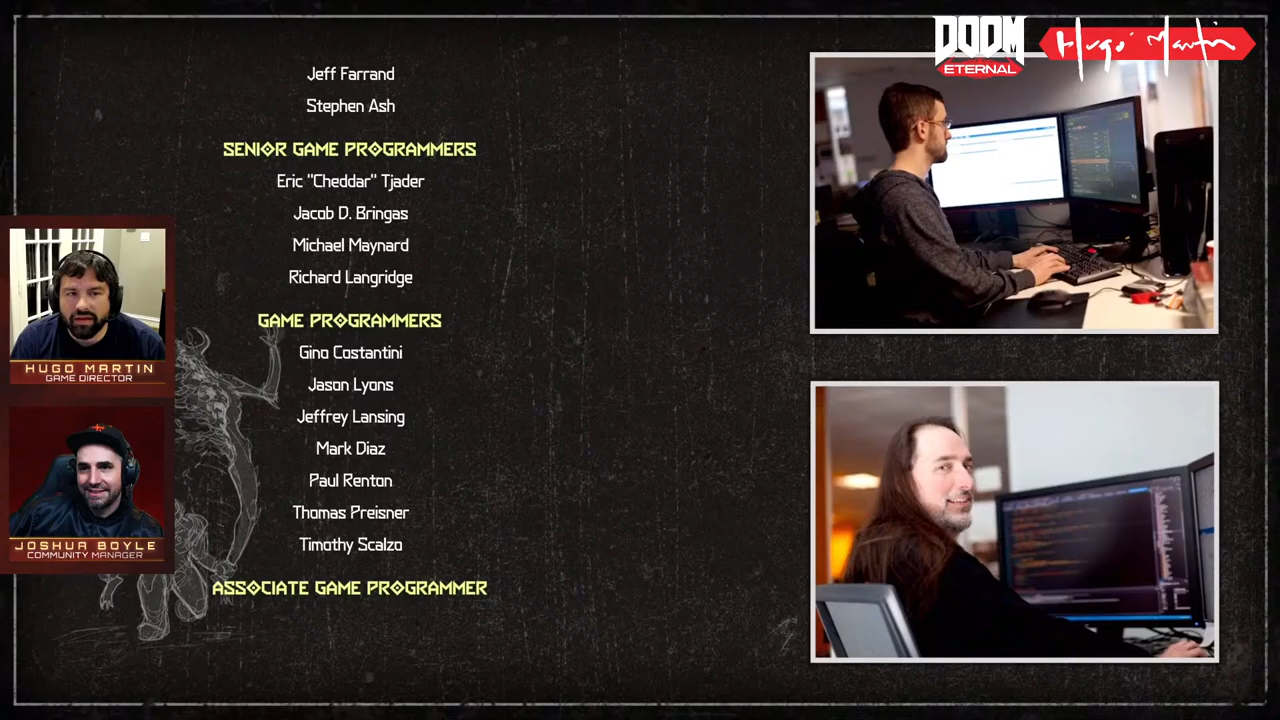 DOOM
ETERNAL
Hugo Martin
Jeff Farrand
Stephen Ash
SENIOR GAME PROGRAMMERS
Eric "Cheddar" Tjader
Jacob D. Bringas
Michael Maynard
Richard Langridge
GAME PROGRAMMERS
Gino Costantini
Jason Lyons
Jeffrey Lansing
Mark Diaz
Paul Renton
Thomas Preisner
Timothy Scalzo
ASSOCIATE GAME PROGRAMMER
HUGO MARTIN
GAME DIRECTOR
JOSHUA BOYLE
COMMUNITY MANAGER